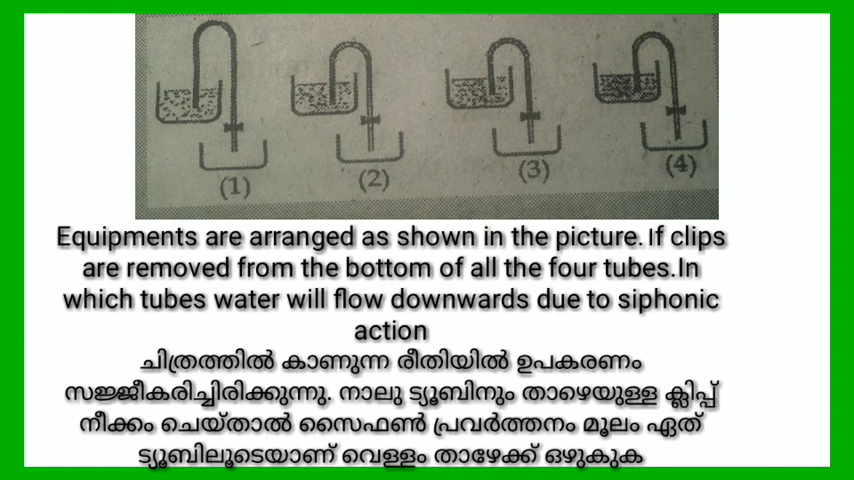 (1) (2) (3) (4)
Equipments are arranged as shown in the picture. If clips
are removed from the bottom of all the four tubes.In
which tubes water will flow downwards due to siphonic
action
ചിത്രത്തിൽ കാണുന്ന രീതിയിൽ ഉപകരണം
സജ്ജീകരിച്ചിരിക്കുന്നു. നാലു ട്യൂബിനും താഴെയുള്ള ക്ലിപ്പ്
നീക്കം ചെയ്താൽ സൈഫൺ പ്രവർത്തനം മൂലം ഏത്
ട്യൂബിലൂടെയാണ് വെള്ളം താഴേക്ക് ഒഴുകുക